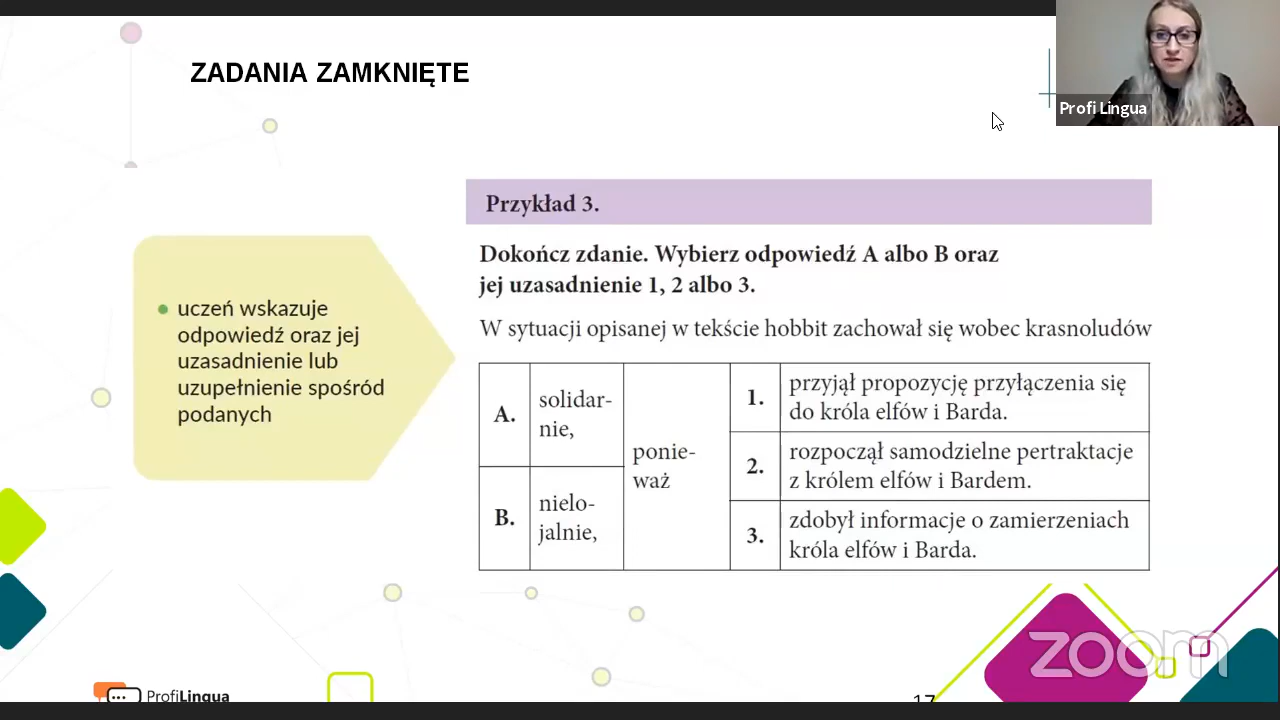 ZADANIA ZAMKNIĘTE
Profi Lingua
Przykład 3.
Dokończ zdanie. Wybierz odpowiedź A albo B oraz
jej uzasadnienie 1, 2 albo 3.
W sytuacji opisanej w tekście hobbit zachował się wobec krasnoludów
• uczeń wskazuje
odpowiedź oraz jej
uzasadnienie lub
uzupełnienie spośród
podanych
A.
solidar-
nie,
B.
nielo-
jalnie,
ponie-
waż
1.
przyjął propozycję przyłączenia się
do króla elfów i Barda.
2.
rozpoczął samodzielne pertraktacje
z królem elfów i Bardem.
3.
zdobył informacje o zamierzeniach
króla elfów i Barda.
zoom
ProfiLingua
17